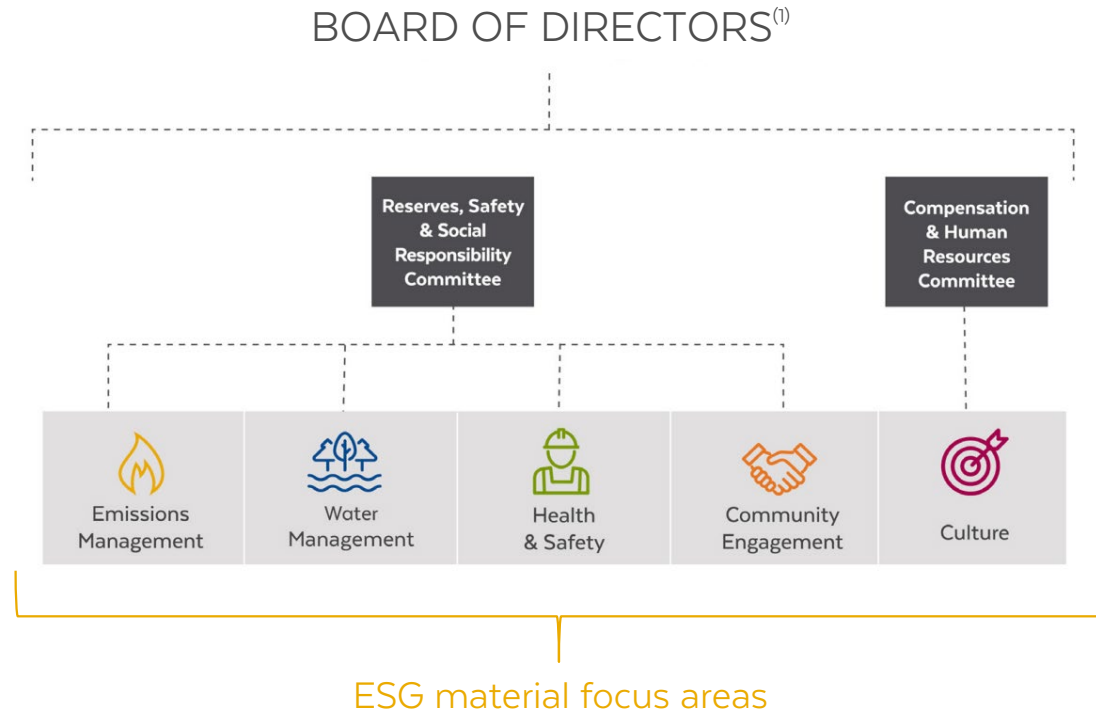 BOARD OF DIRECTORS(1)
Reserves, Safety
& Social
Responsibility
Committee
Compensation
& Human
Resources
Committee
Emissions
Management
Water
Management
Health
& Safety
Community
Engagement
Culture
ESG material focus areas